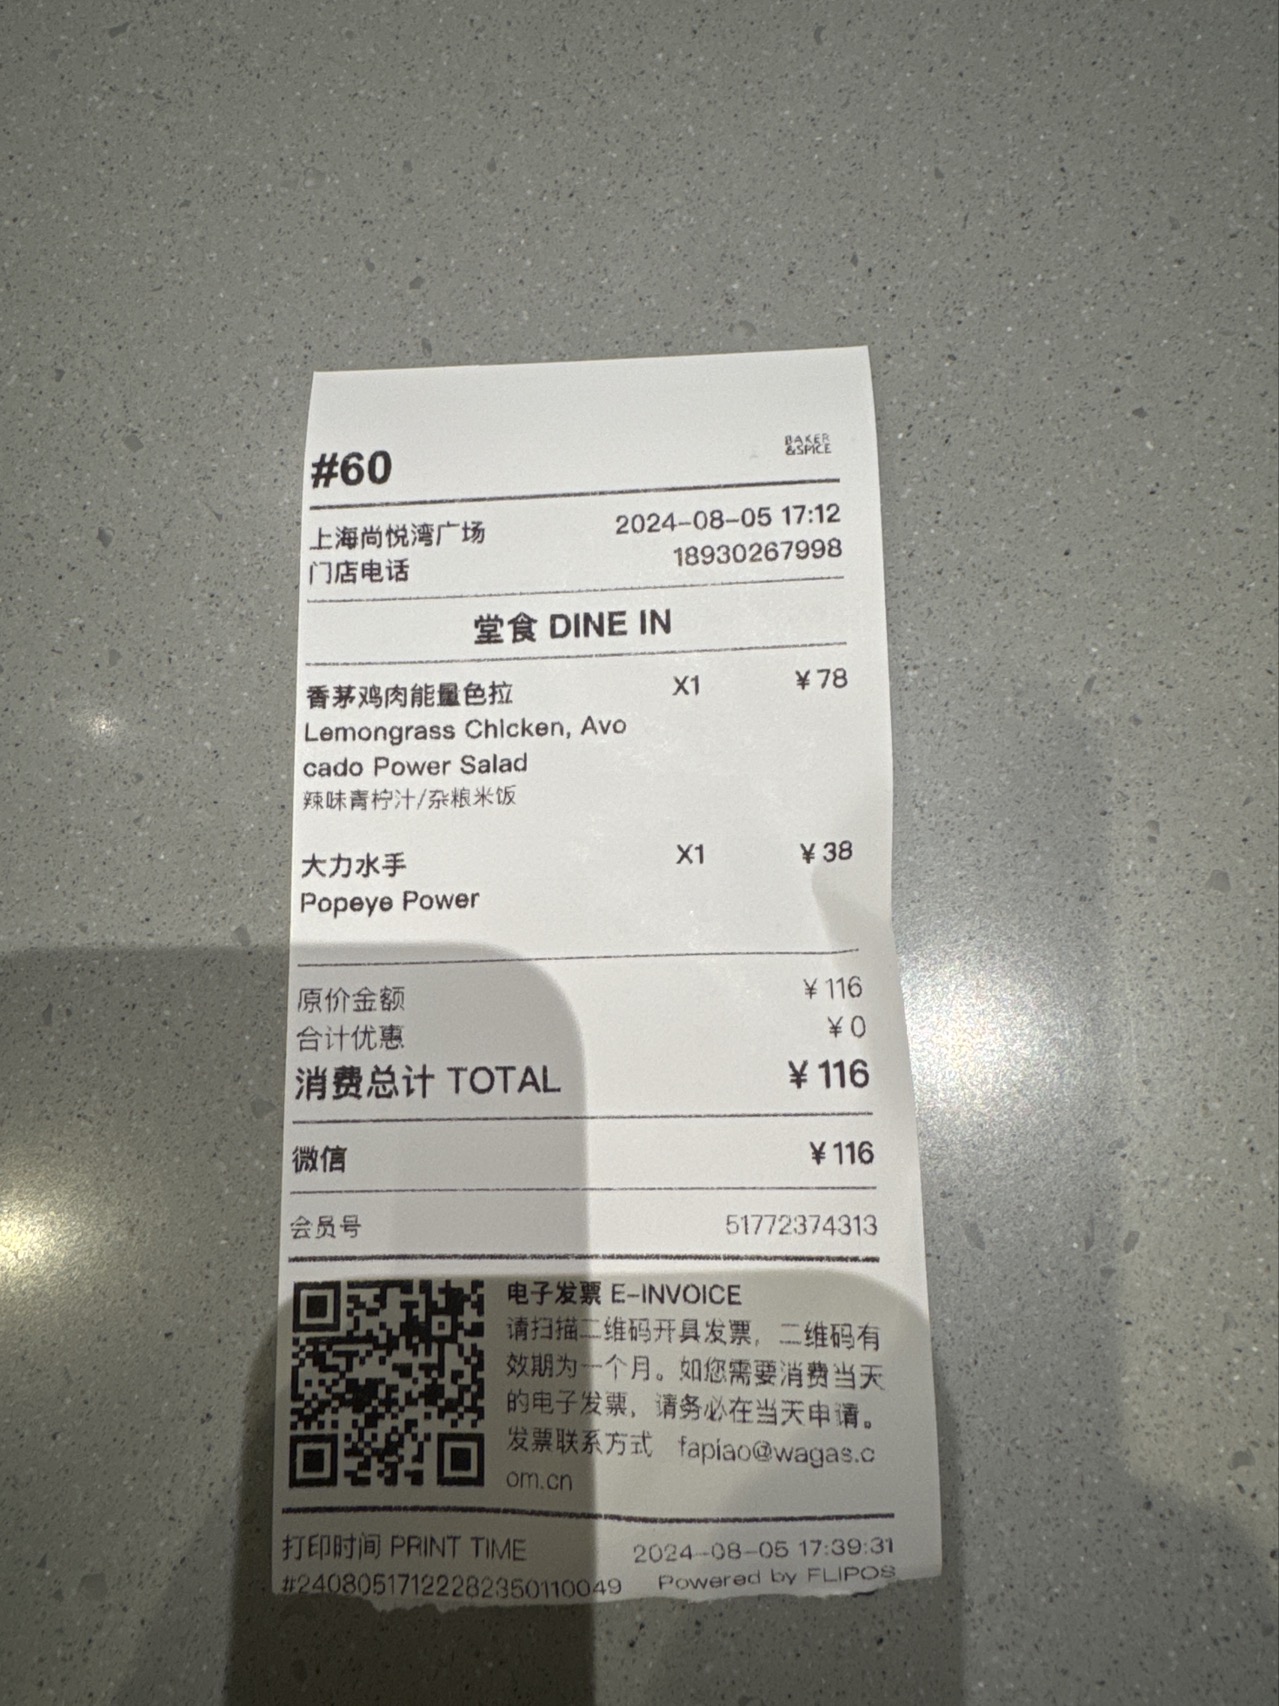 BAKER
&SPICE
#60
上海尚悦湾广场 2024-08-05 17:12
门店电话 18930267998
堂食 DINE IN
香茅鸡肉能量色拉 X1 ¥78
Lemongrass Chicken, Avo
cado Power Salad
辣味青柠汁/杂粮米饭
大力水手 X1 ¥38
Popeye Power
原价金额 ¥116
合计优惠 ¥0
消费总计 TOTAL ¥116
微信 ¥116
会员号 51772374313
电子发票 E-INVOICE
请扫描二维码开具发票，二维码有
效期为一个月。如您需要消费当天
的电子发票，请务必在当天申请。
发票联系方式 fapiao@wagas.c
om.cn
打印时间 PRINT TIME 2024-08-05 17:39:31
#24080517122282350110049 Powered by FLIPOS